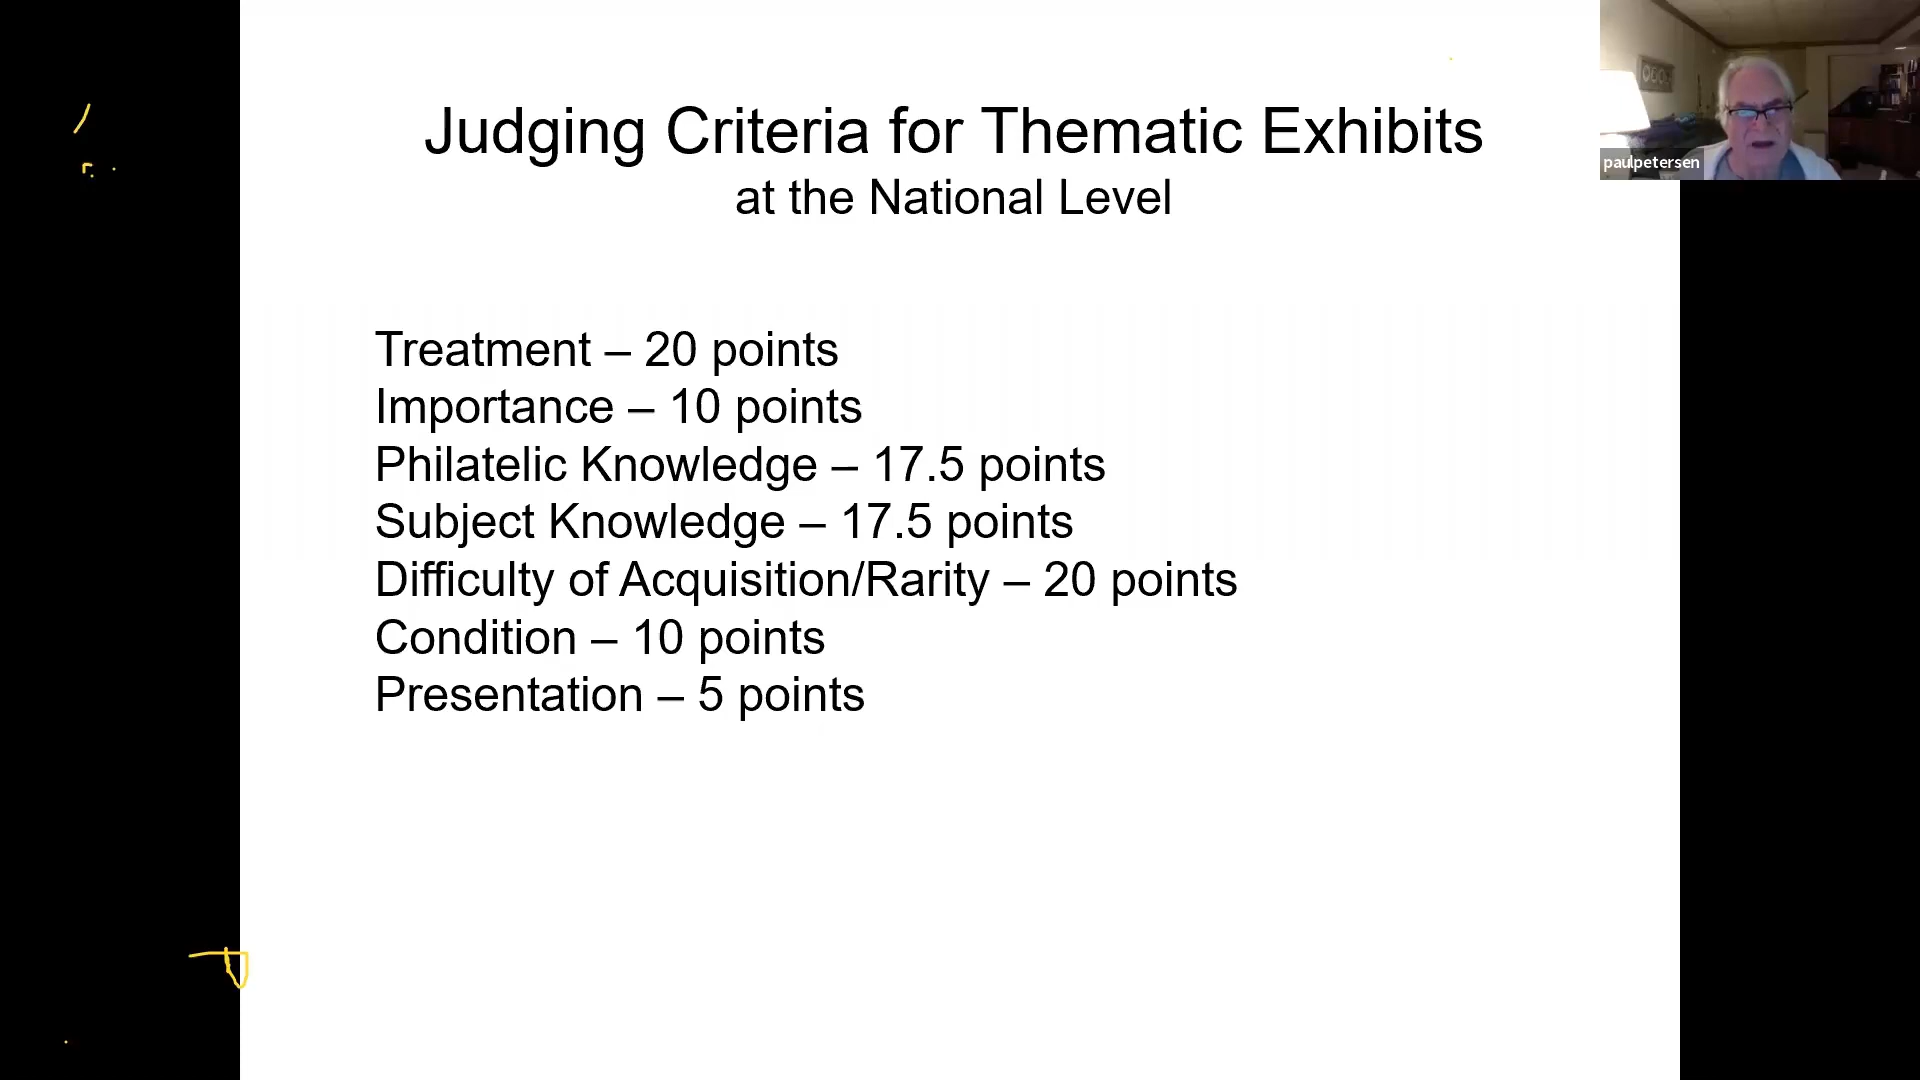 Judging Criteria for Thematic Exhibits
at the National Level
paulpetersen
Treatment – 20 points
Importance – 10 points
Philatelic Knowledge – 17.5 points
Subject Knowledge – 17.5 points
Difficulty of Acquisition/Rarity – 20 points
Condition – 10 points
Presentation – 5 points